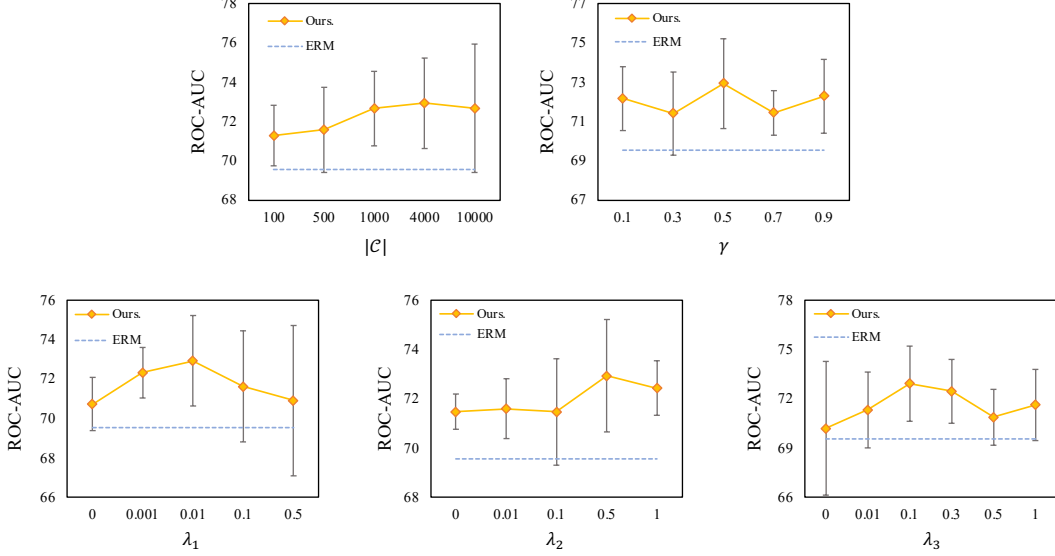 78
76
74
72
70
68
ROC-AUC
Ours.
ERM
100 500 1000 4000 10000
|𝒞|
77
75
73
71
69
67
ROC-AUC
Ours.
ERM
0.1 0.3 0.5 0.7 0.9
γ
76
74
72
70
68
66
ROC-AUC
Ours.
ERM
0 0.001 0.01 0.1 0.5
λ1
76
74
72
70
68
ROC-AUC
Ours.
ERM
0 0.01 0.1 0.5 1
λ2
78
75
72
69
66
ROC-AUC
Ours.
ERM
0 0.01 0.1 0.3 0.5 1
λ3